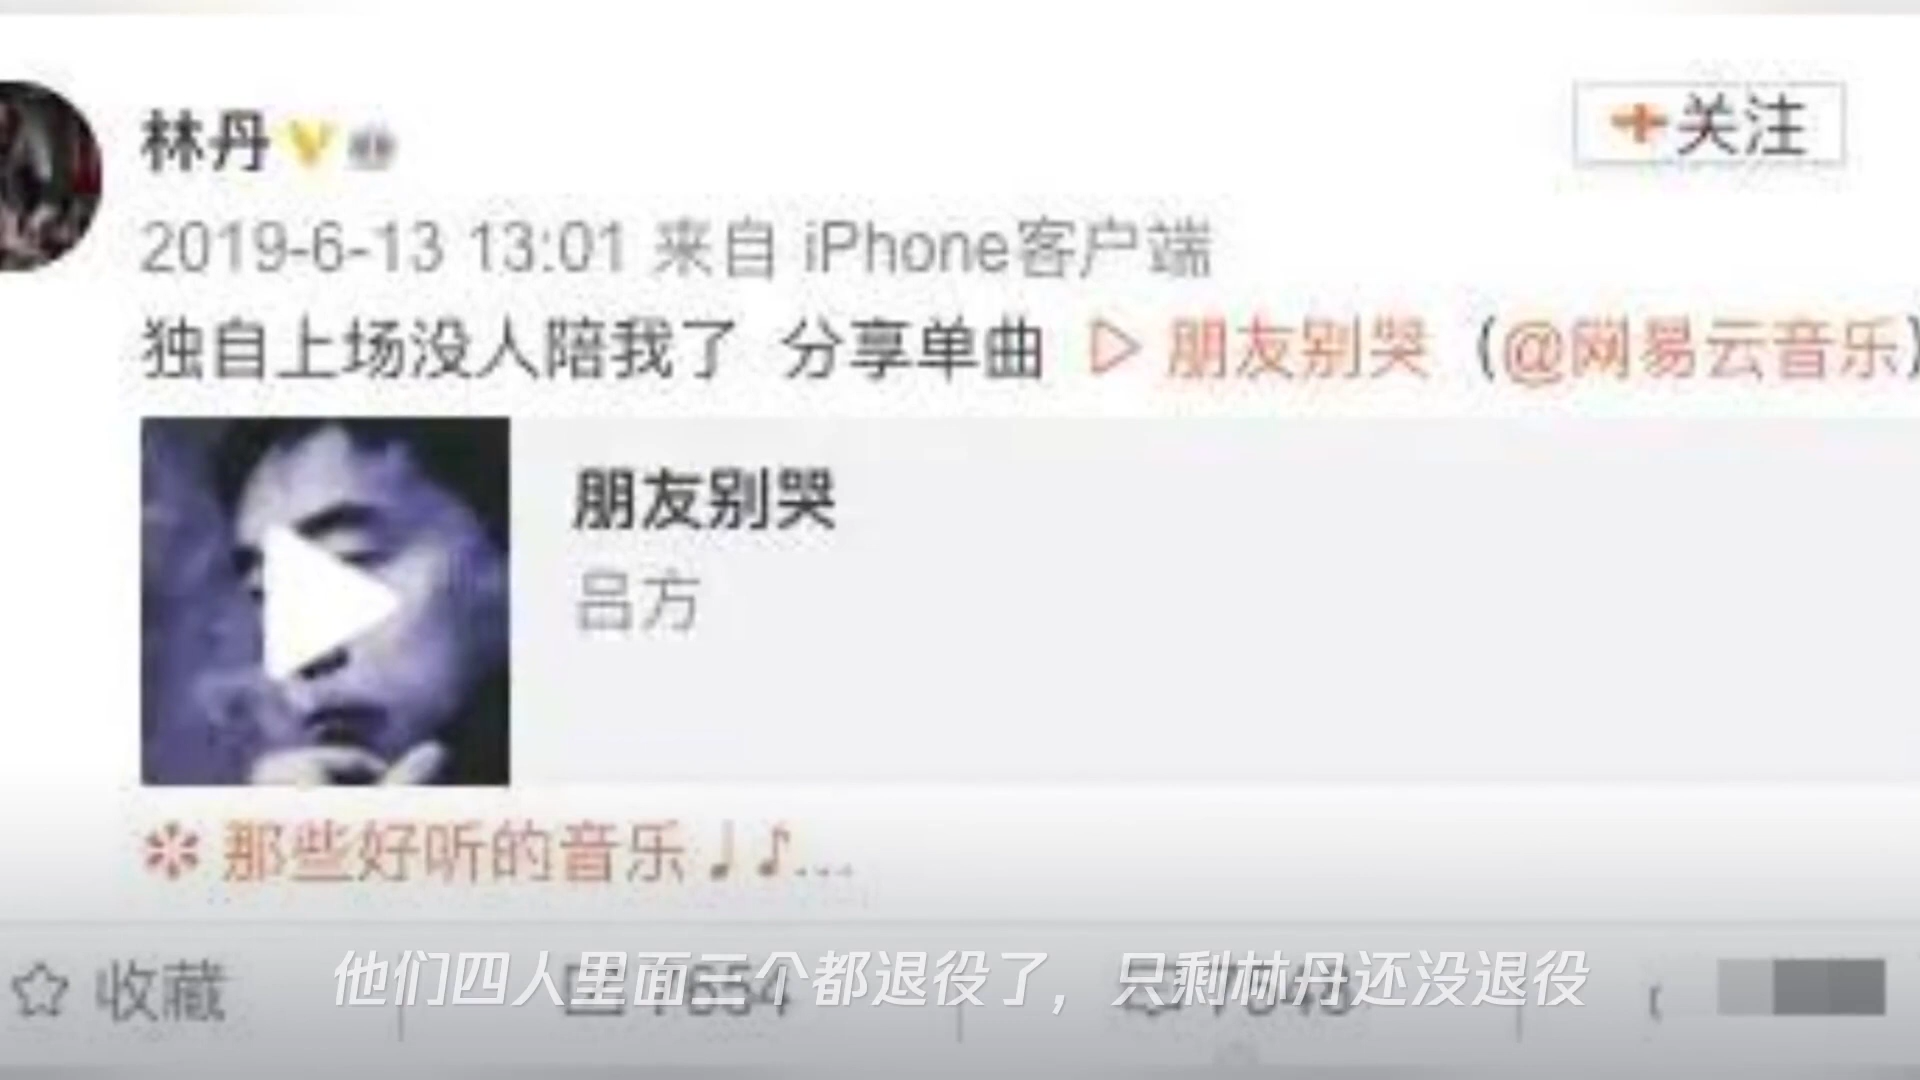 林丹
+关注
2019-6-13 13:01 来自 iPhone客户端
独自上场没人陪我了 分享单曲 ▷ 朋友别哭 (@网易云音乐)
朋友别哭
吕方
那些好听的音乐♩♪...
收藏
他们四人里面三个都退役了，只剩林丹还没退役